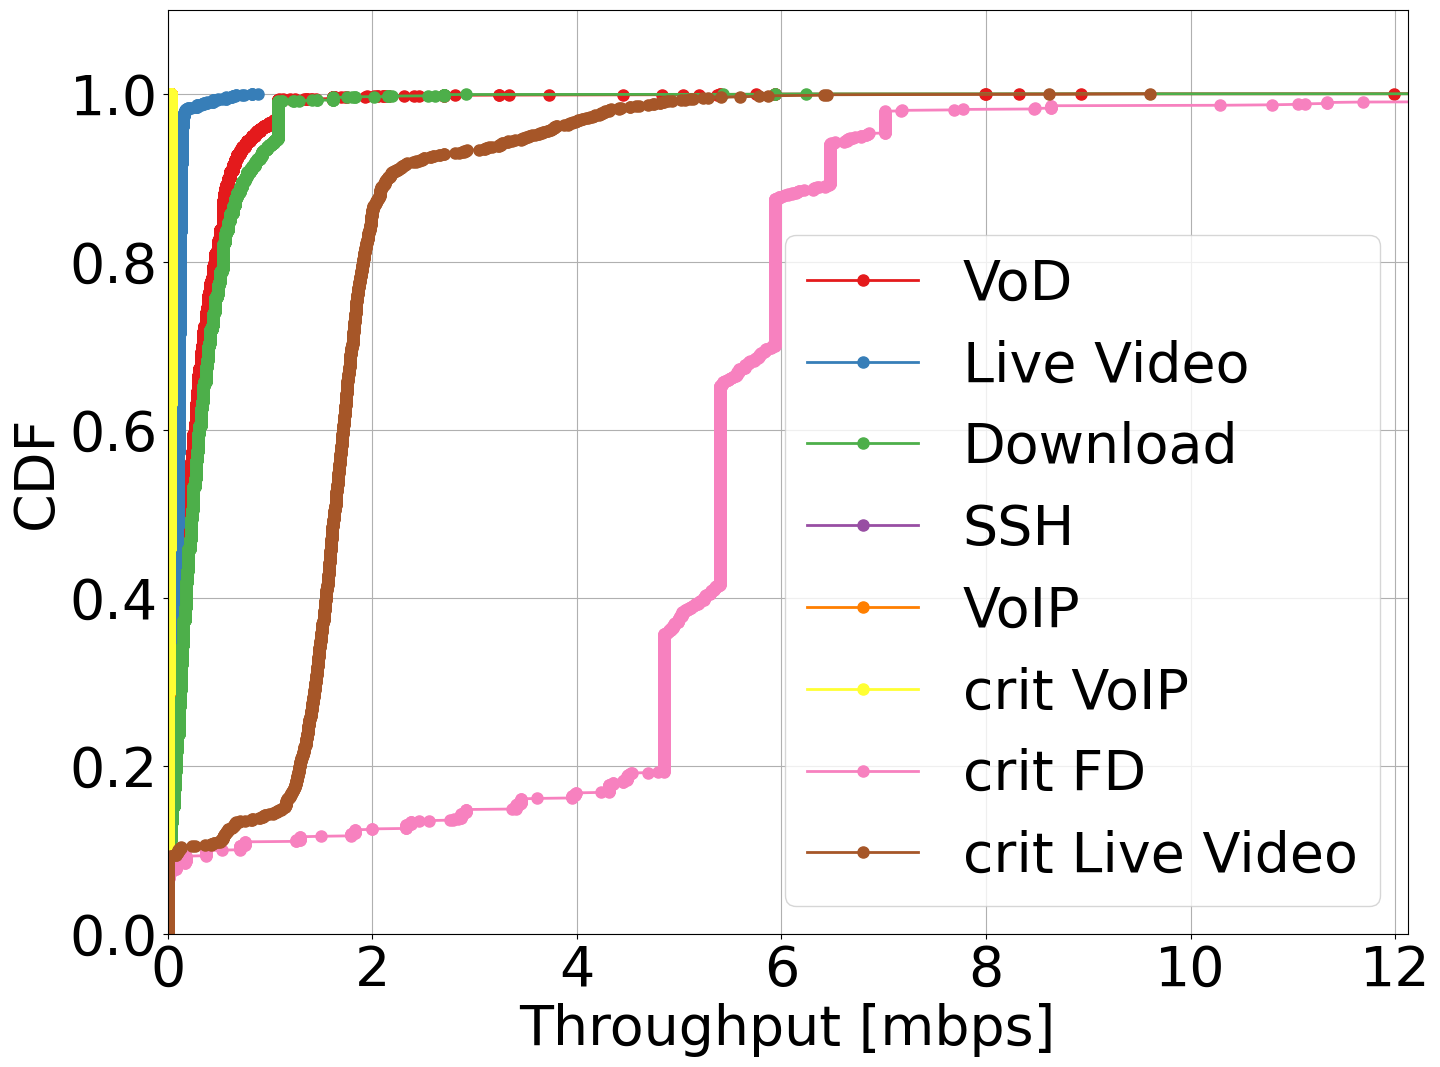 1.0
0.8
0.6
0.4
0.2
0.0
CDF
0 2 4 6 8 10 12
Throughput [mbps]
VoD
Live Video
Download
SSH
VoIP
crit VoIP
crit FD
crit Live Video